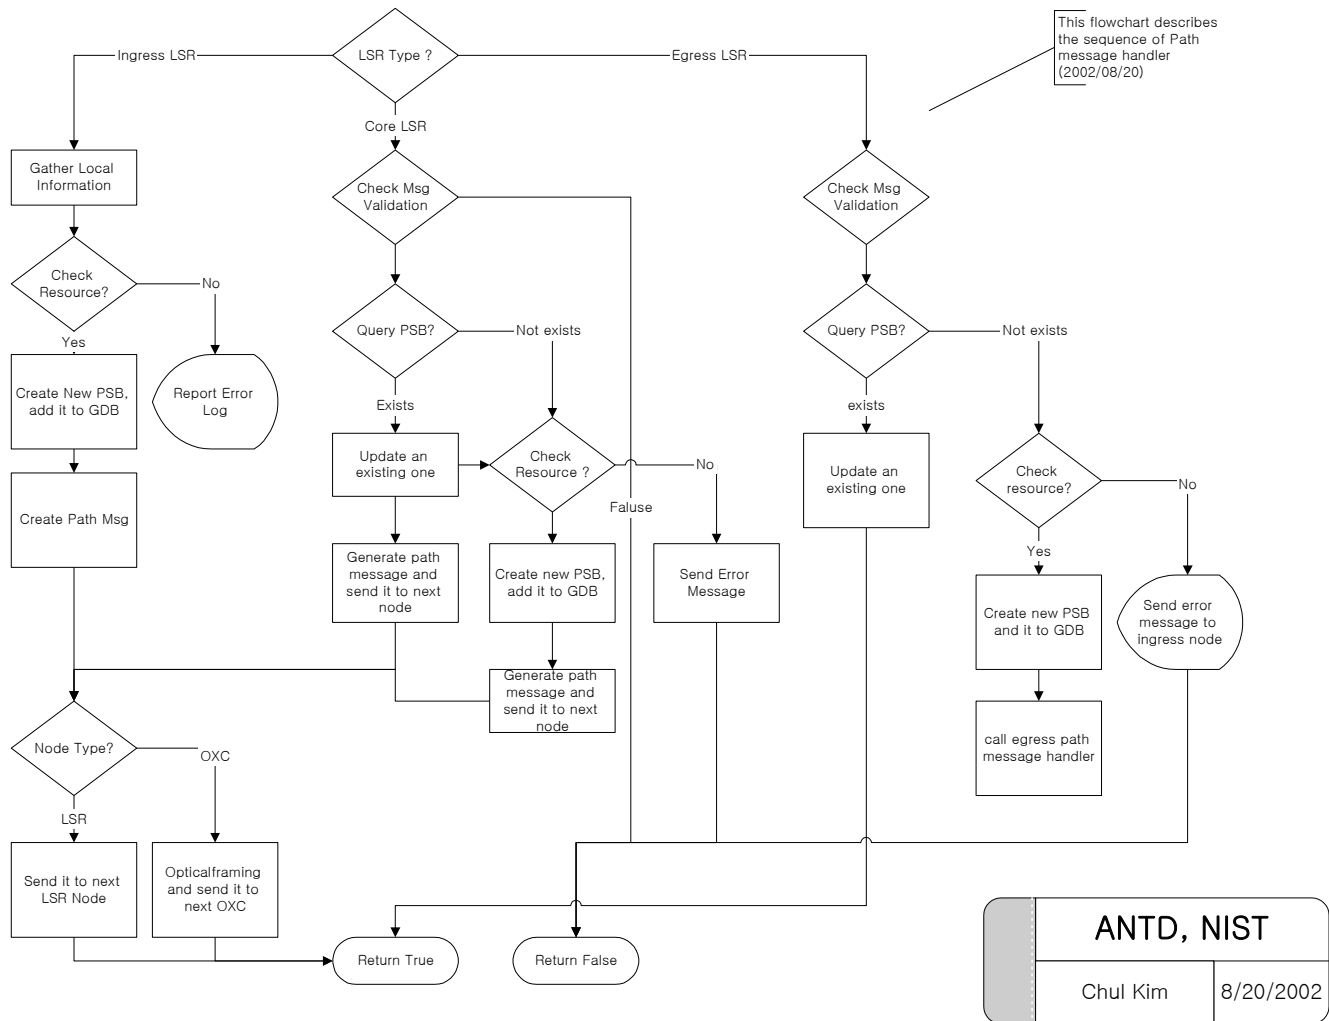 This flowchart describes
the sequence of Path
message handler
(2002/08/20)
Ingress LSR
LSR Type ?
Egress LSR
Core LSR
Gather Local
Information
Check Msg
Validation
Check Msg
Validation
Check
Resource?
No
Yes
Query PSB?
Not exists
Query PSB?
Not exists
Create New PSB,
add it to GDB
Report Error
Log
Exists
exists
Update an
existing one
Check
Resource ?
No
Update an
existing one
Check
resource?
No
Faluse
Create Path Msg
Yes
Generate path
message and
send it to next
node
Create new PSB,
add it to GDB
Send Error
Message
Create new PSB
and it to GDB
Send error
message to
ingress node
Generate path
message and
send it to next
node
Node Type?
OXC
LSR
call egress path
message handler
Send it to next
LSR Node
Opticalframing
and send it to
next OXC
Return True
Return False
ANTD, NIST
Chul Kim
8/20/2002